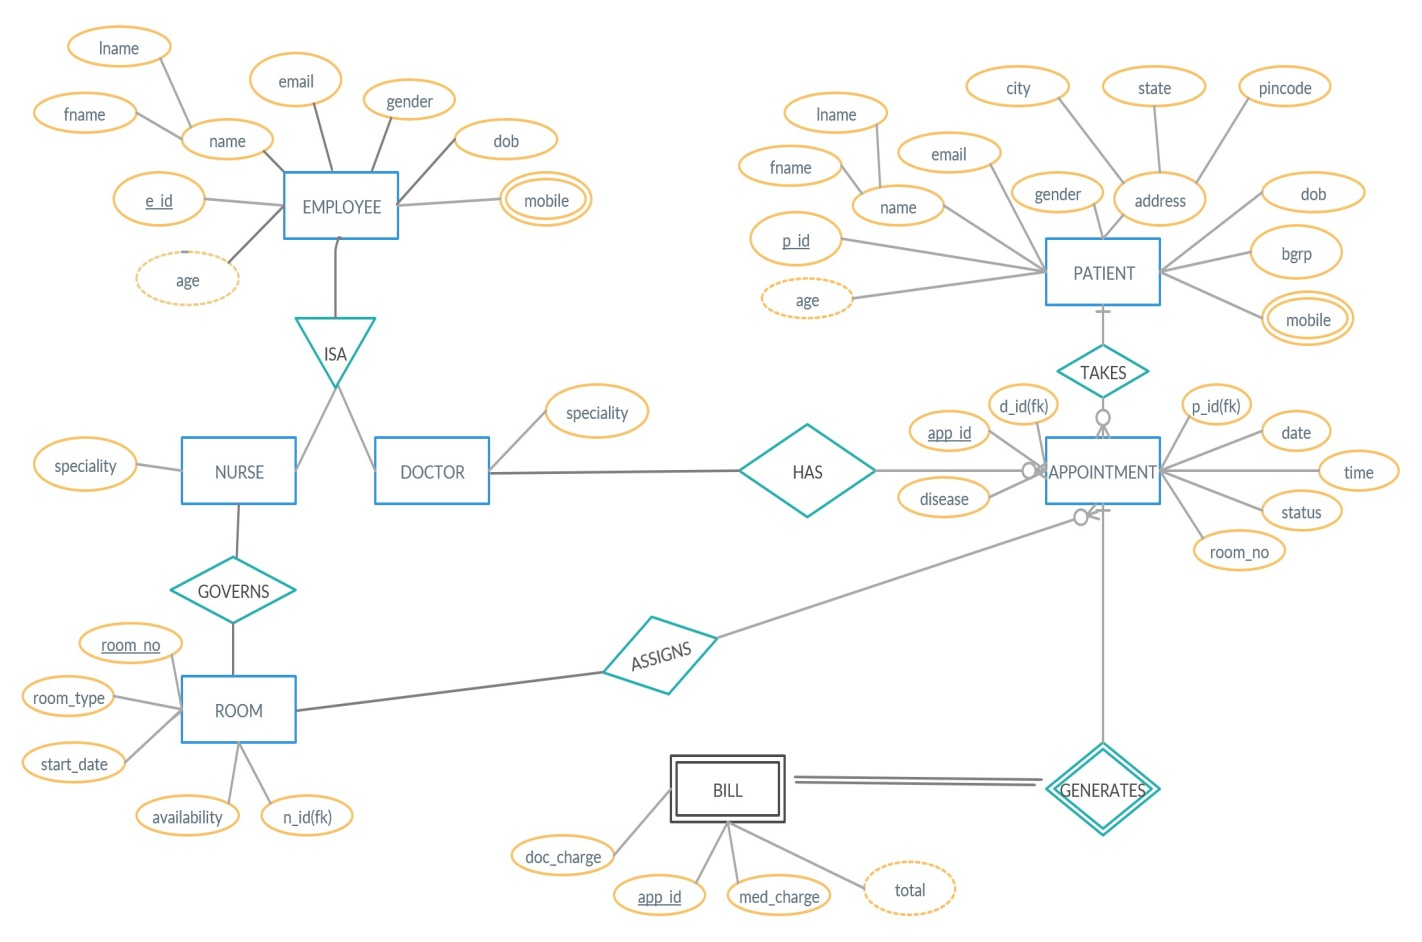 lname
fname
name
email
gender
dob
e_id
EMPLOYEE
mobile
age
city
state
pincode
lname
email
fname
gender
address
dob
name
p_id
PATIENT
bgrp
age
mobile
ISA
TAKES
speciality
d_id(fk)
p_id(fk)
app_id
date
speciality
NURSE
DOCTOR
HAS
APPOINTMENT
time
disease
status
room_no
GOVERNS
room_no
ASSIGNS
room_type
ROOM
start_date
BILL
GENERATES
availability
n_id(fk)
doc_charge
app_id
med_charge
total